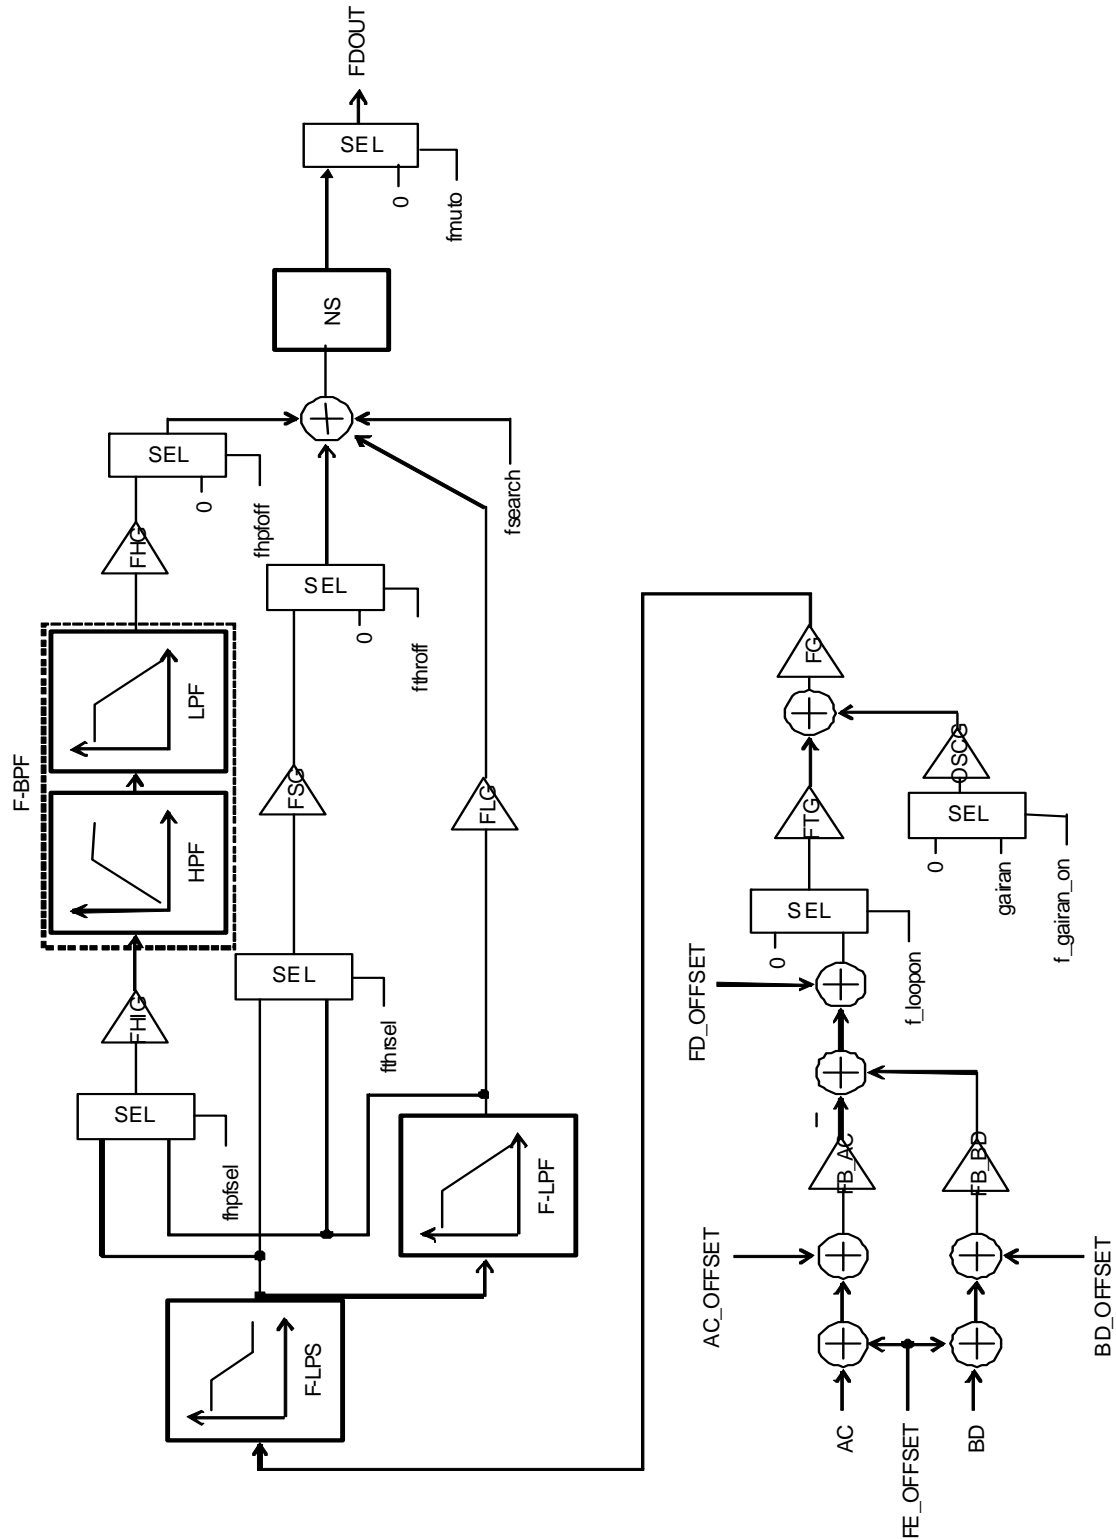 AC
FE_OFFSET
BD
AC_OFFSET
BD_OFFSET
FB_AC
FB_BD
–
FD_OFFSET
0
SEL
f_loopon
FTG
0
gairan
SEL
f_gairan_on
OSCG
FG
F-LPS
F-LPF
SEL
fhpfsel
FHIG
F-BPF
HPF
LPF
FHG
SEL
0
fhpfoff
SEL
fthrsel
FSG
SEL
0
fthroff
FLG
fsearch
NS
SEL
0
fmuto
FDOUT